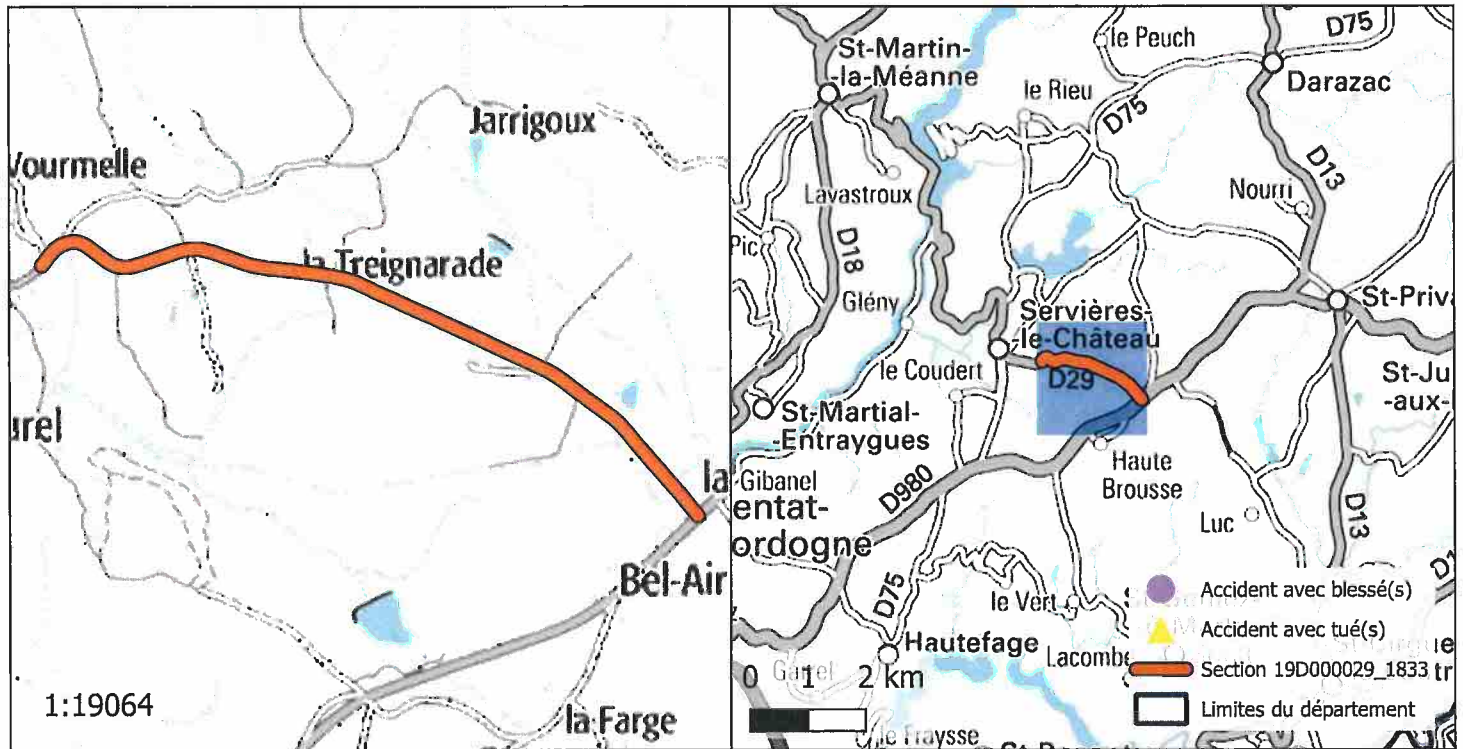 Jarrigoux
Vourmelle
la Treignarade
urel
la
Bel-Air
la Farge
1:19064
St-Martin-
-la-Méanne
le Peuch
D75
Darazac
le Rieu
D75
D13
Lavastroux
Nourri
Pic
D18
Glény
St-Priva
Servières-
-le-Château
le Coudert
D29
St-Ju
-aux-
St-Martial-
-Entraygues
Gibanel
Haute
Brousse
entat-
ordogne
D980
Luc
D13
D75
le Vert
Hautefage
Lacombe
0 1 2 km
le Fraysse
Accident avec blessé(s)
Accident avec tué(s)
Section 19D000029_1833
Limites du département